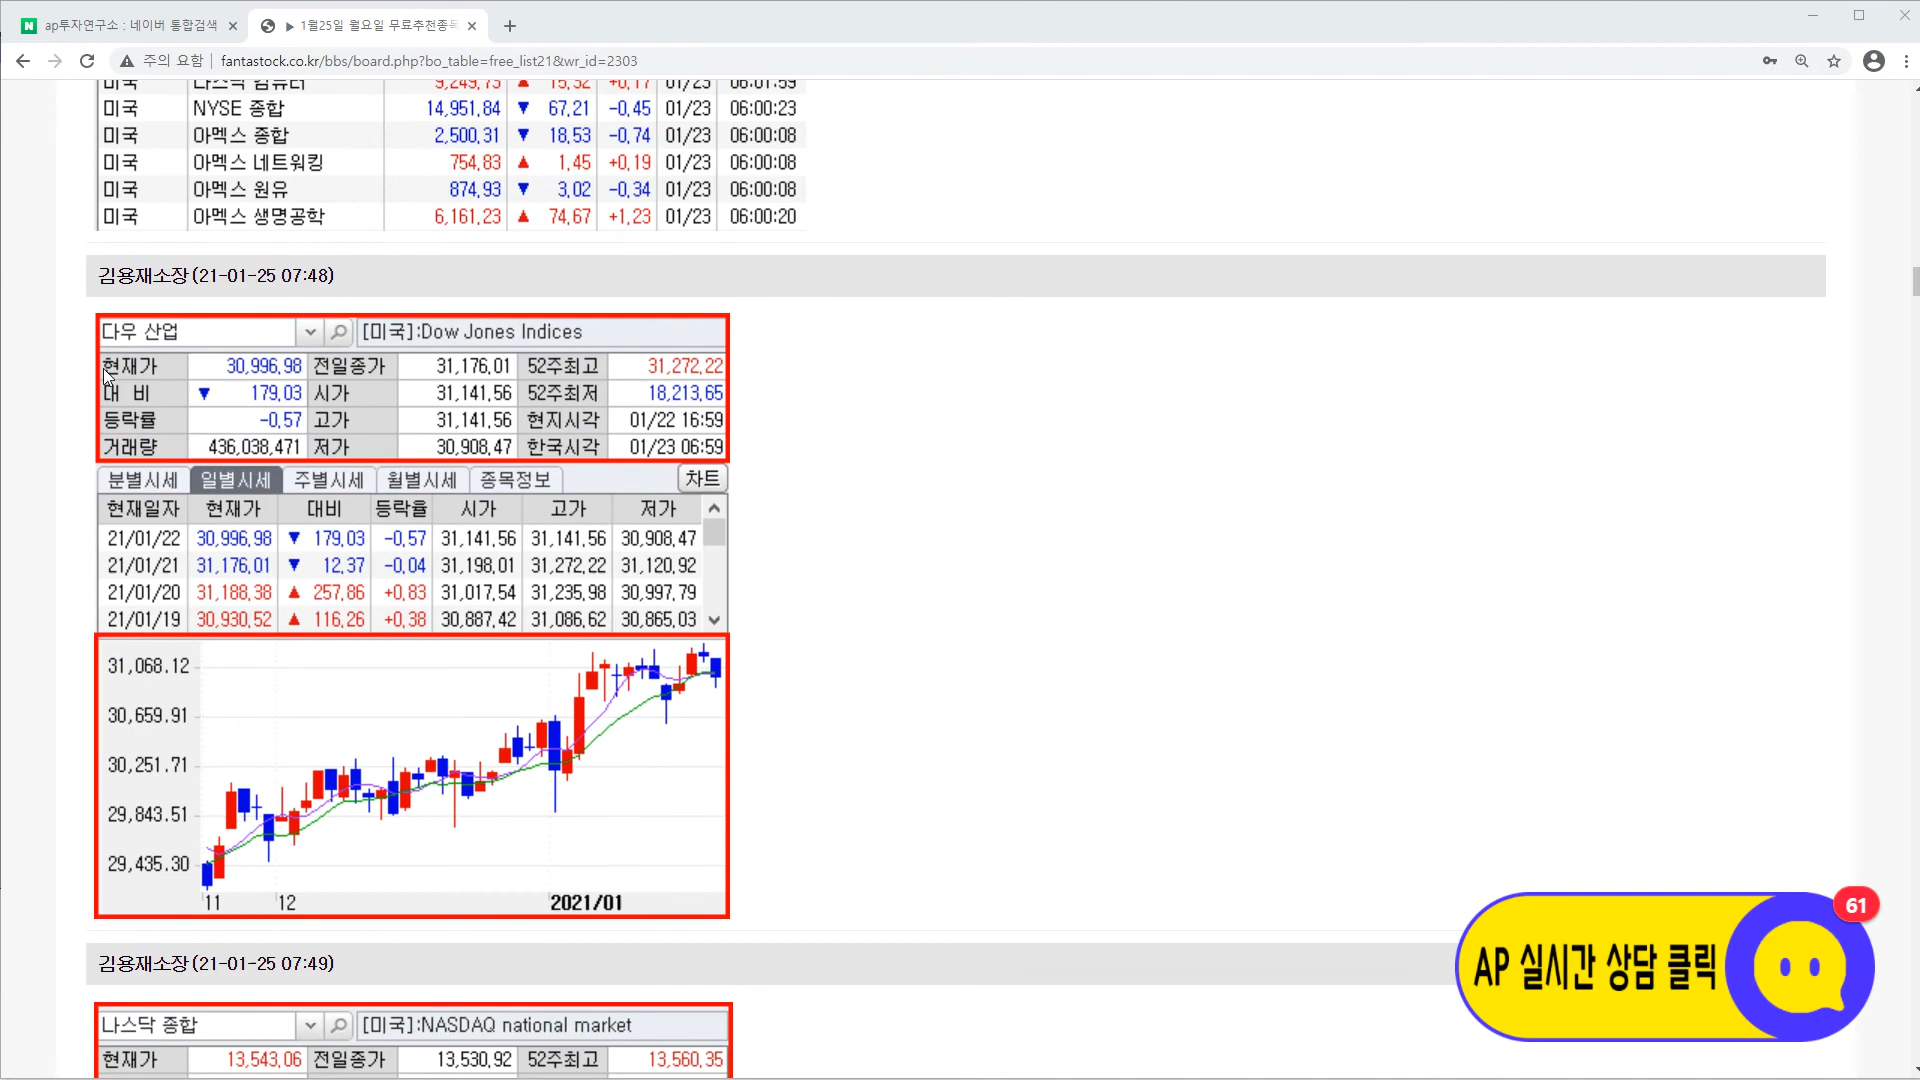 ap투자연구소 : 네이버 통합검색
▶ 1월25일 월요일 무료추천종목
주의 요함 | fantastock.co.kr/bbs/board.php?bo_table=free_list21&wr_id=2303
미국 나스닥 컴퓨터 9,249,73 ▲ 15,52 +0,17 01/23 06:01:59
미국 NYSE 종합 14,951,84 ▼ 67,21 -0,45 01/23 06:00:23
미국 아멕스 종합 2,500,31 ▼ 18,53 -0,74 01/23 06:00:08
미국 아멕스 네트워킹 754,83 ▲ 1,45 +0,19 01/23 06:00:08
미국 아멕스 원유 874,93 ▼ 3,02 -0,34 01/23 06:00:08
미국 아멕스 생명공학 6,161,23 ▲ 74,67 +1,23 01/23 06:00:20
김용재소장 (21-01-25 07:48)
다우 산업 [미국]:Dow Jones Indices
현재가 30,996,98 전일종가 31,176,01 52주최고 31,272,22
대 비 ▼ 179,03 시가 31,141,56 52주최저 18,213,65
등락률 -0,57 고가 31,141,56 현지시각 01/22 16:59
거래량 436,038,471 저가 30,908,47 한국시각 01/23 06:59
분별시세 일별시세 주별시세 월별시세 종목정보 차트
현재일자 현재가 대비 등락율 시가 고가 저가
21/01/22 30,996,98 ▼ 179,03 -0,57 31,141,56 31,141,56 30,908,47
21/01/21 31,176,01 ▼ 12,37 -0,04 31,198,01 31,272,22 31,120,92
21/01/20 31,188,38 ▲ 257,86 +0,83 31,017,54 31,235,98 30,997,79
21/01/19 30,930,52 ▲ 116,26 +0,38 30,887,42 31,086,62 30,865,03
31,068.12
30,659.91
30,251.71
29,843.51
29,435.30
11 12 2021/01
61
AP 실시간 상담 클릭
김용재소장 (21-01-25 07:49)
나스닥 종합 [미국]:NASDAQ national market
현재가 13,543,06 전일종가 13,530,92 52주최고 13,560,35